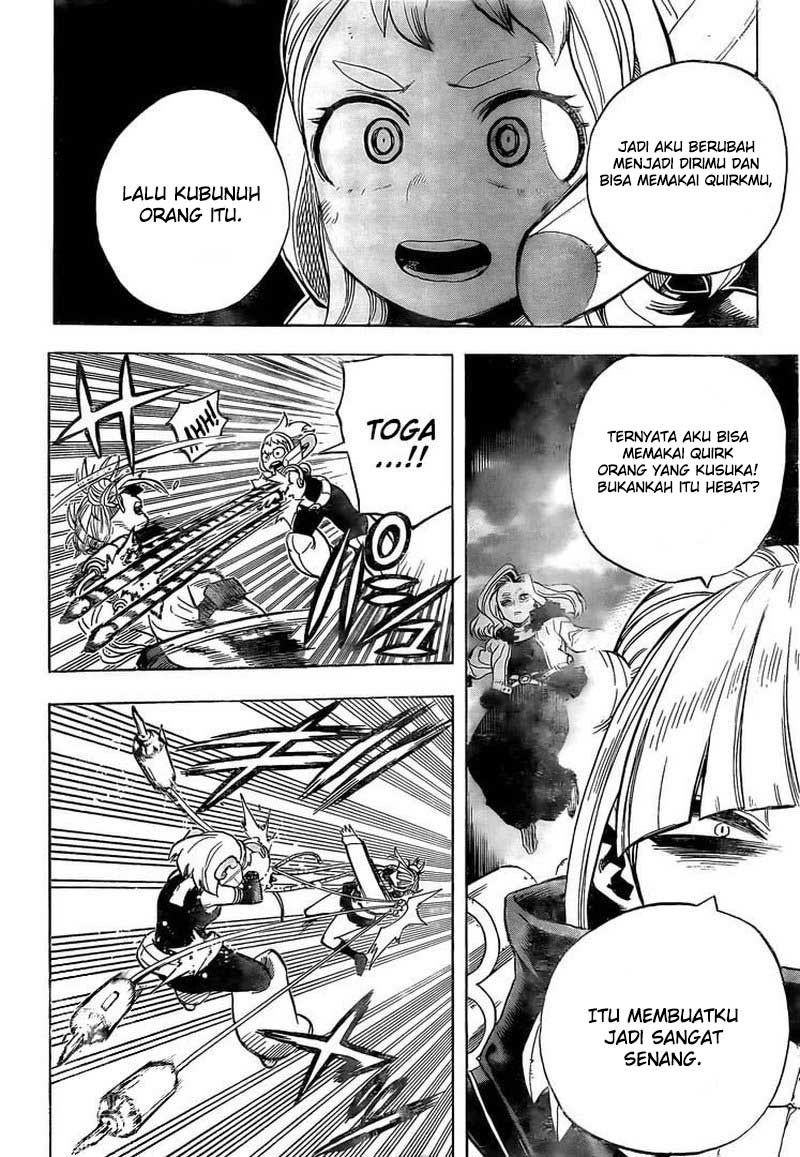 JADI AKU BERUBAH
MENJADI DIRIMU DAN
BISA MEMAKAI QUIRKMU,
LALU KUBUNUH
ORANG ITU.
TERNYATA AKU BISA
MEMAKAI QUIRK
ORANG YANG KUSUKA!
BUKANKAH ITU HEBAT?
ITU MEMBUATKU
JADI SANGAT
SENANG.
TOGA
...!!
AHH!